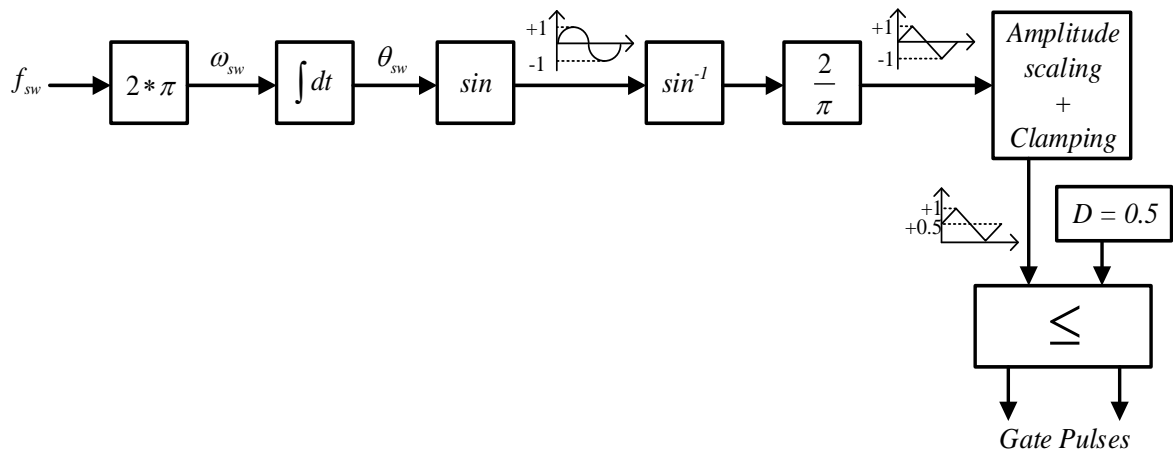 f_sw
2 * π
ω_sw
∫ dt
θ_sw
sin
+1
-1
sin⁻¹
2
π
+1
-1
Amplitude
scaling
+
Clamping
+1
+0.5
D = 0.5
≤
Gate Pulses